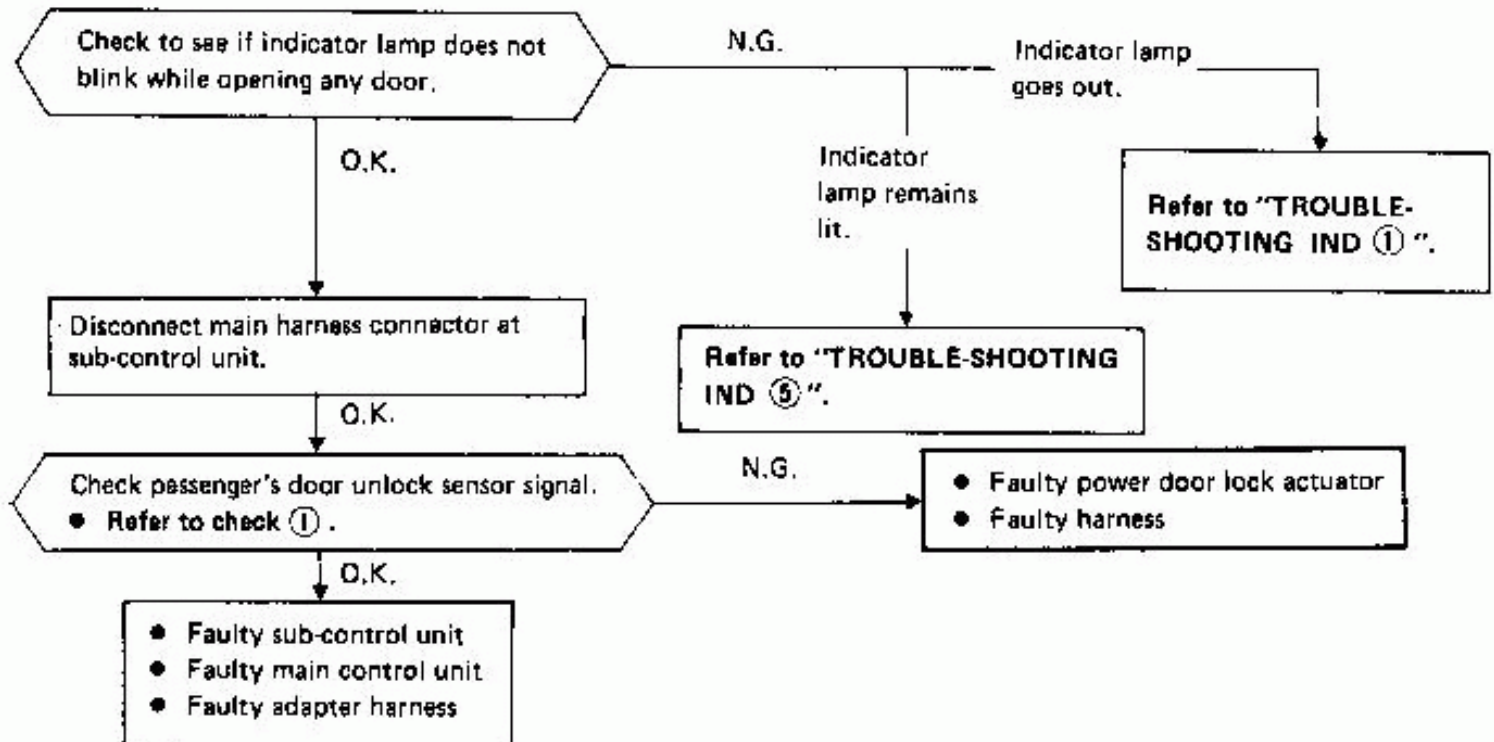 Check to see if indicator lamp does not
blink while opening any door.
N.G.
Indicator lamp
goes out.
O.K.
Indicator
lamp remains
lit.
Refer to "TROUBLE-
SHOOTING IND ① ".
Disconnect main harness connector at
sub-control unit.
Refer to "TROUBLE-SHOOTING
IND ⑤ ".
O.K.
Check passenger's door unlock sensor signal.
● Refer to check ① .
N.G.
● Faulty power door lock actuator
● Faulty harness
O.K.
● Faulty sub-control unit
● Faulty main control unit
● Faulty adapter harness